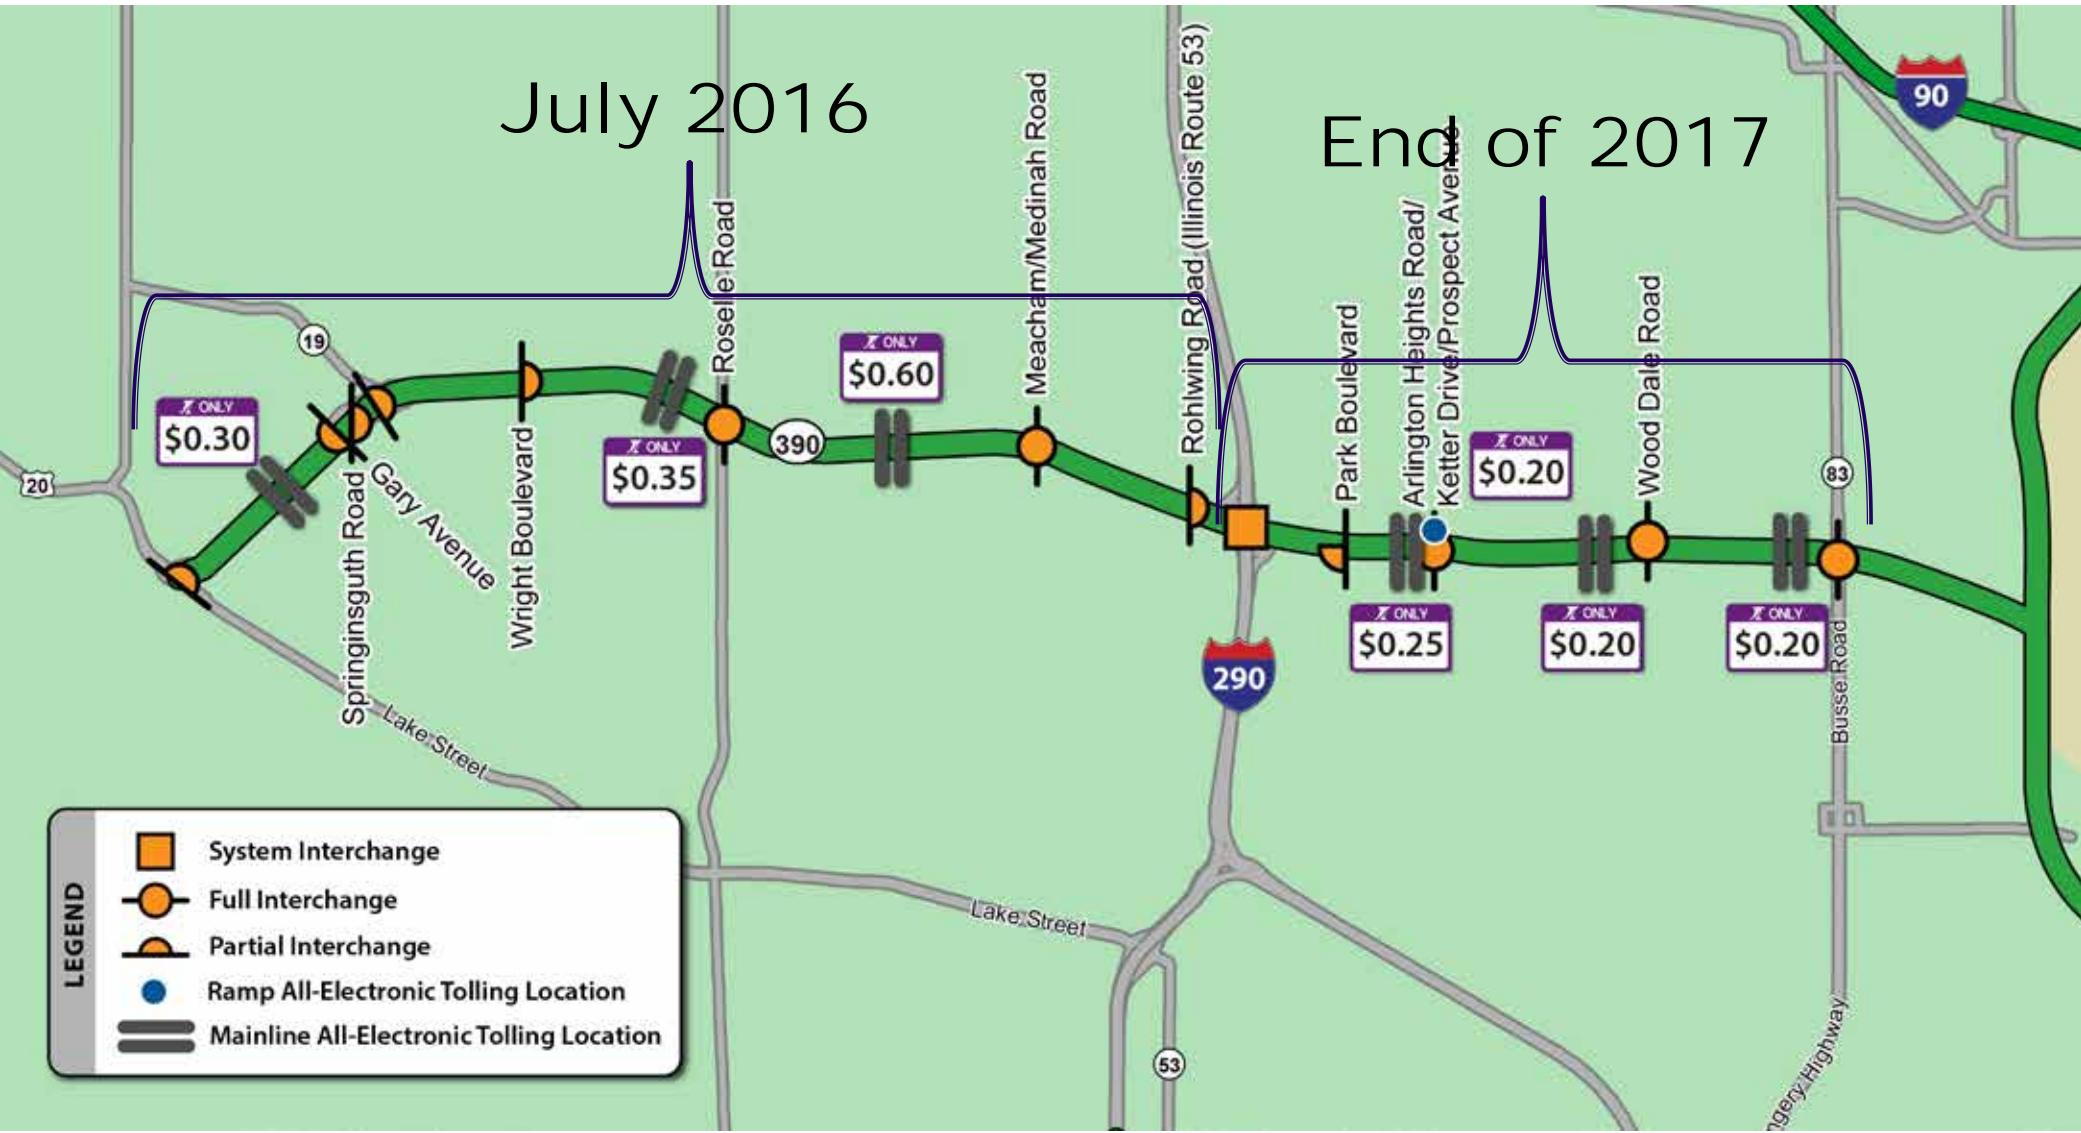 July 2016
End of 2017
90
Roselle Road
Meacham/Medinah Road
Rohlwing Road (Illinois Route 53)
Park Boulevard
Arlington Heights Road/
Ketter Drive/Prospect Avenue
Wood Dale Road
19
ONLY
$0.30
ONLY
$0.35
ONLY
$0.60
390
ONLY
$0.20
83
20
Springinsguth Road
Gary Avenue
Wright Boulevard
ONLY
$0.25
ONLY
$0.20
ONLY
$0.20
290
Busse Road
Lake Street
Lake Street
53
gery Highway
LEGEND
System Interchange
Full Interchange
Partial Interchange
Ramp All-Electronic Tolling Location
Mainline All-Electronic Tolling Location